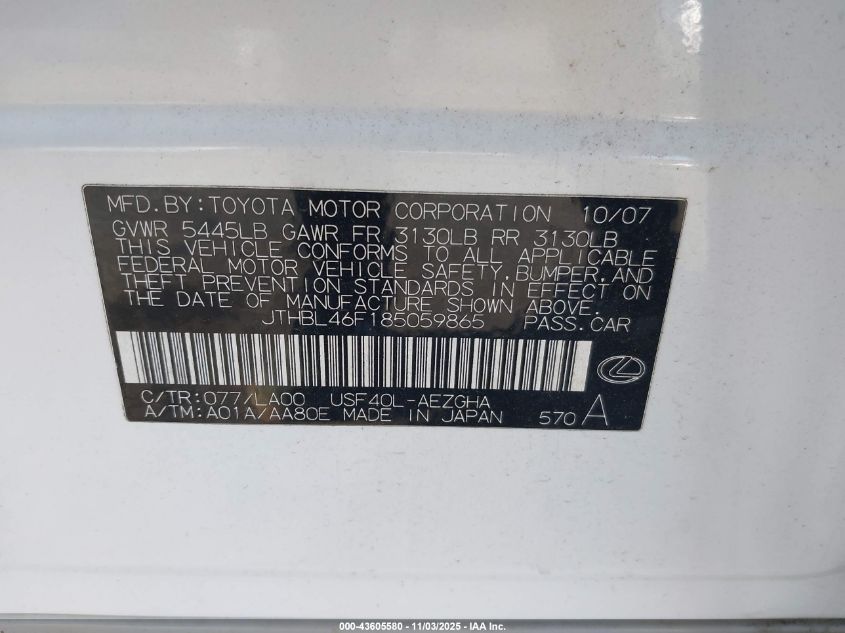 MFD.BY:TOYOTA MOTOR CORPORATION 10/07
GVWR 5445LB GAWR FR 3130LB RR 3130LB
THIS VEHICLE CONFORMS TO ALL APPLICABLE
FEDERAL MOTOR VEHICLE SAFETY,BUMPER,AND
THEFT PREVENTION STANDARDS IN EFFECT ON
THE DATE OF MANUFACTURE SHOWN ABOVE.
JTHBL46F185059865 PASS.CAR
C/TR:077/LA00 USF40L-AEZGHA
A/TM:A01A/AA80E MADE IN JAPAN 570A
000-43605580 - 11/03/2025 - IAA Inc.